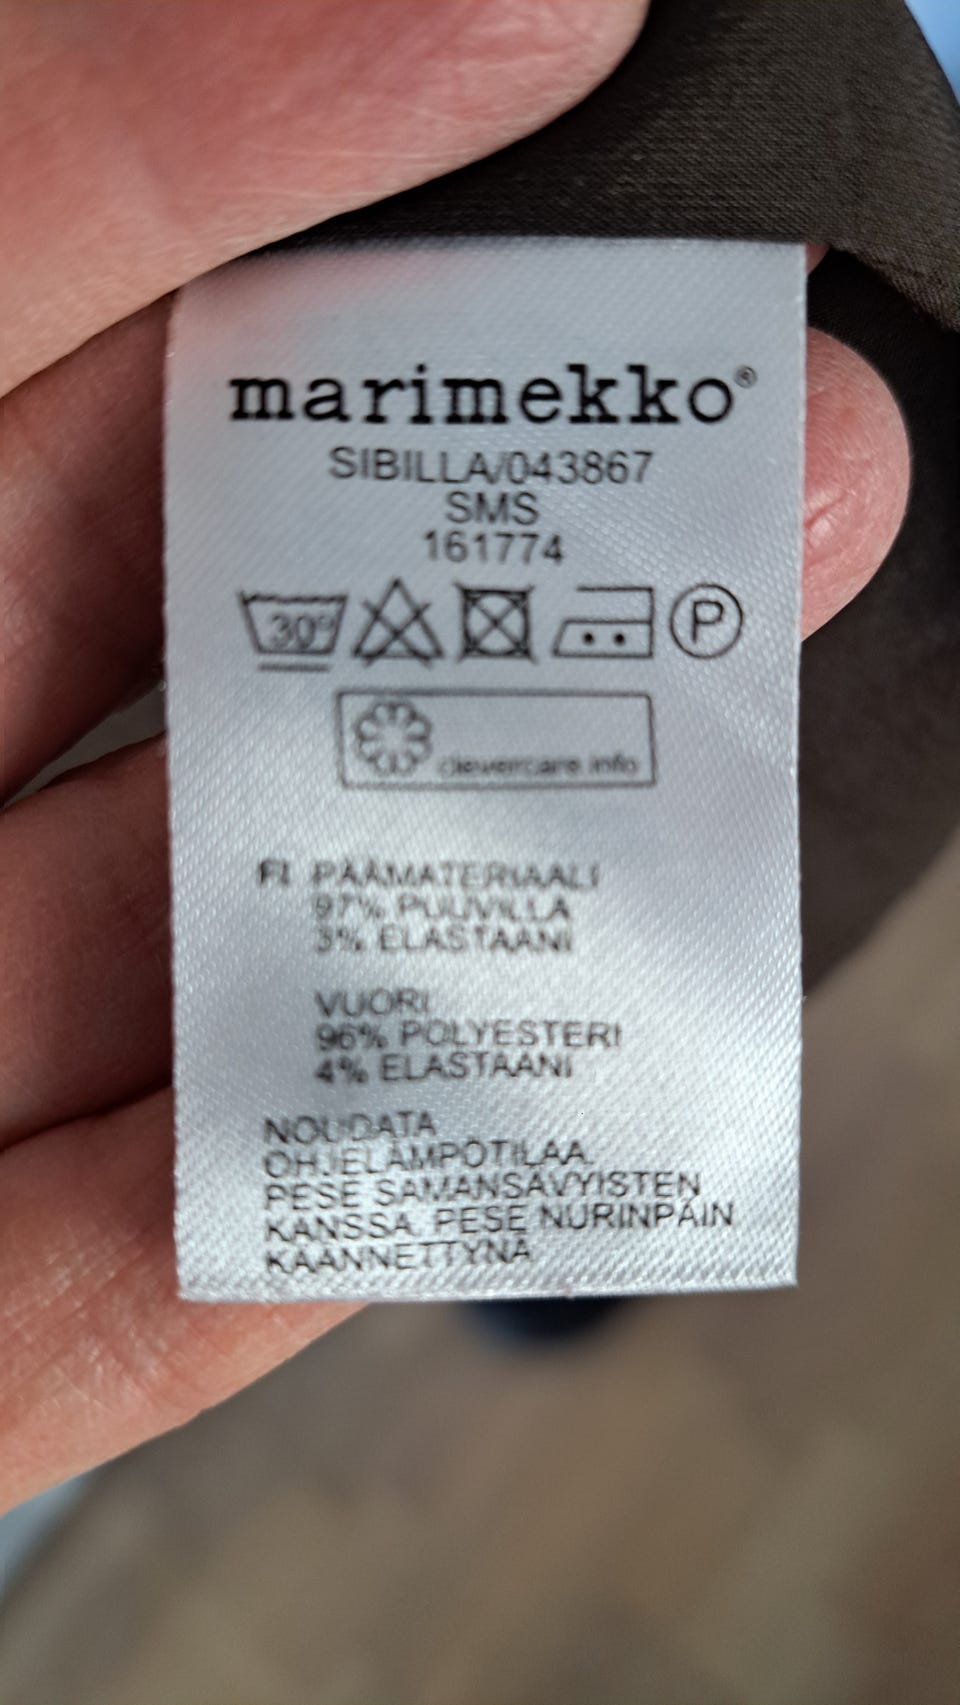 marimekko®
SIBILLA/043867
SMS
161774
30°
P
clevercare.info
FI PÄÄMATERIAALI
97% PUUVILLA
3% ELASTAANI
VUORI
96% POLYESTERI
4% ELASTAANI
NOUDATA
OHJELÄMPÖTILAA.
PESE SAMANSÄVYISTEN
KANSSA. PESE NURINPÄIN
KÄÄNNETTYNÄ